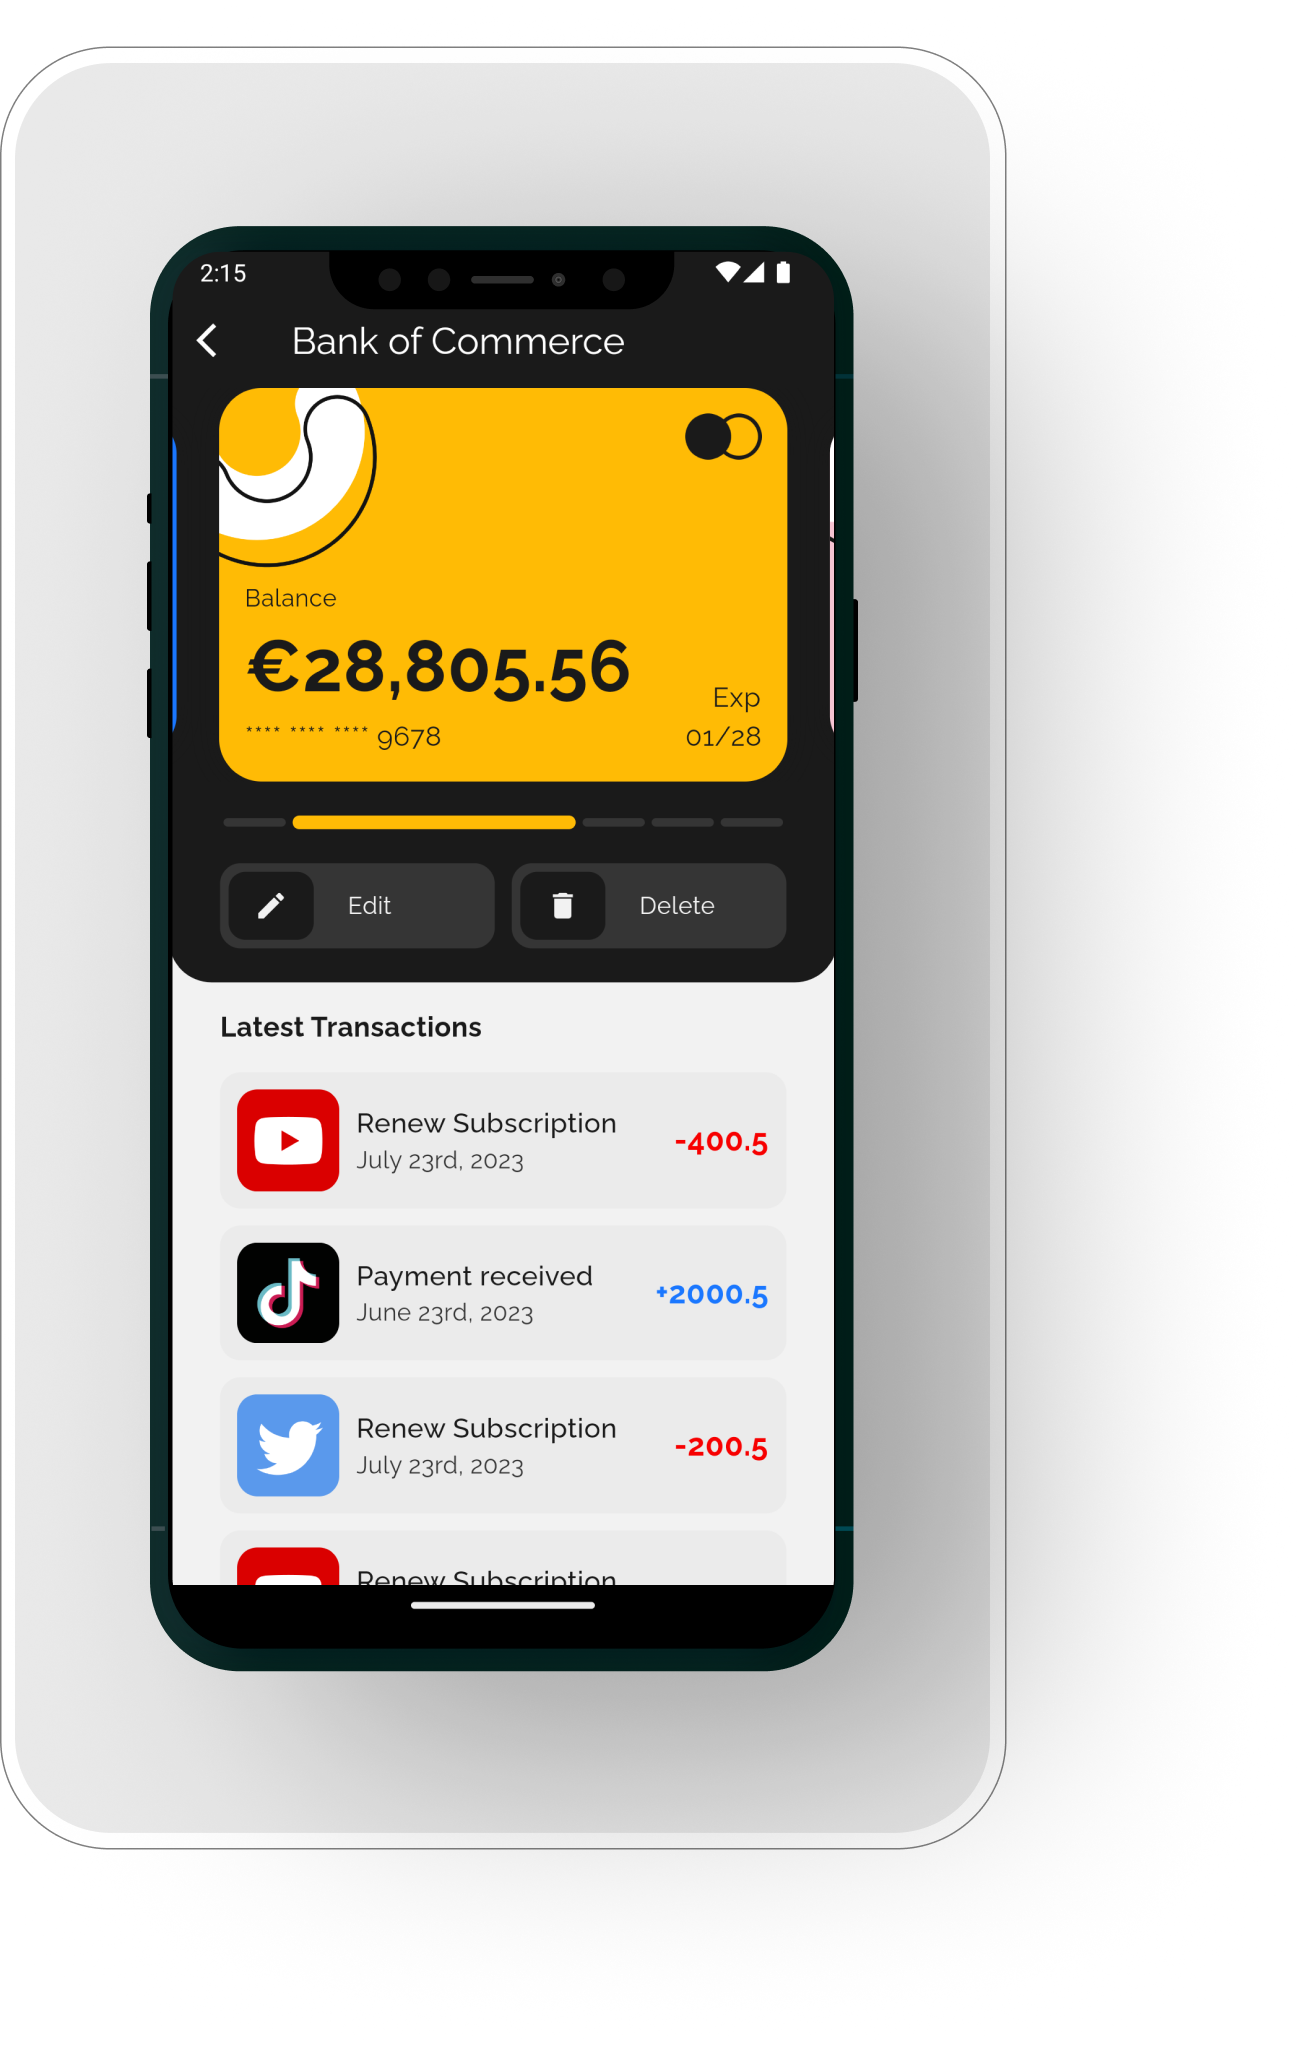 2:15
Bank of Commerce
Balance
€28,805.56
Exp
**** **** **** 9678
01/28
Edit
Delete
Latest Transactions
Renew Subscription
-400.5
July 23rd, 2023
Payment received
+2000.5
June 23rd, 2023
Renew Subscription
-200.5
July 23rd, 2023
Renew Subscription